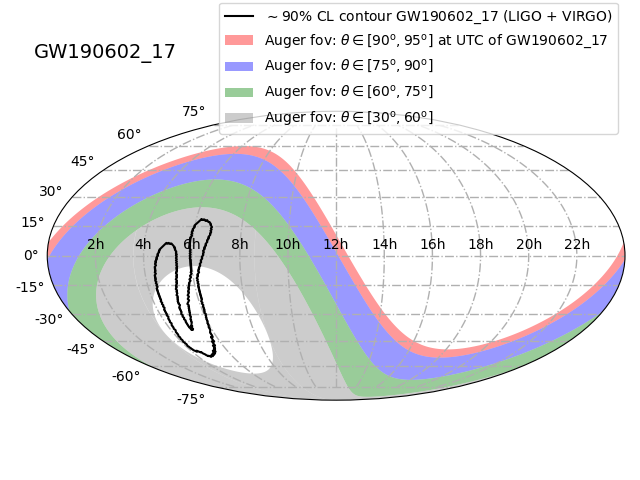 GW190602_17
~90% CL contour GW190602_17 (LIGO + VIRGO)
Auger fov: θ ∈ [90°, 95°] at UTC of GW190602_17
Auger fov: θ ∈ [75°, 90°]
Auger fov: θ ∈ [60°, 75°]
Auger fov: θ ∈ [30°, 60°]
75°
60°
45°
30°
15°
2h 4h 6h 8h 10h 12h 14h 16h 18h 20h 22h
0°
-15°
-30°
-45°
-60°
-75°